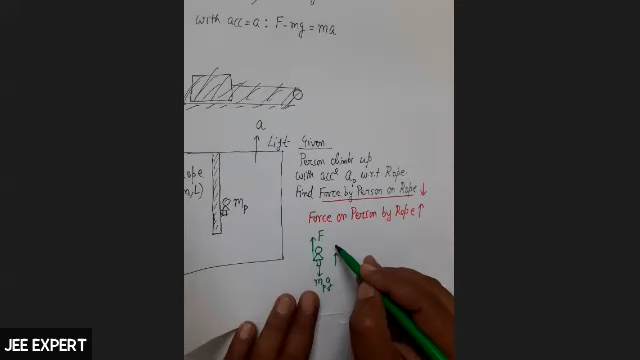 with acc = a : F - mg = ma
a
Lift
Given
Person climbs up
with accⁿ aₚ w.r.t Rope
Find Force by Person on Rope ↓
Force on Person by Rope ↑
ope
n, L)
mₚ
F
mₚg
JEE EXPERT